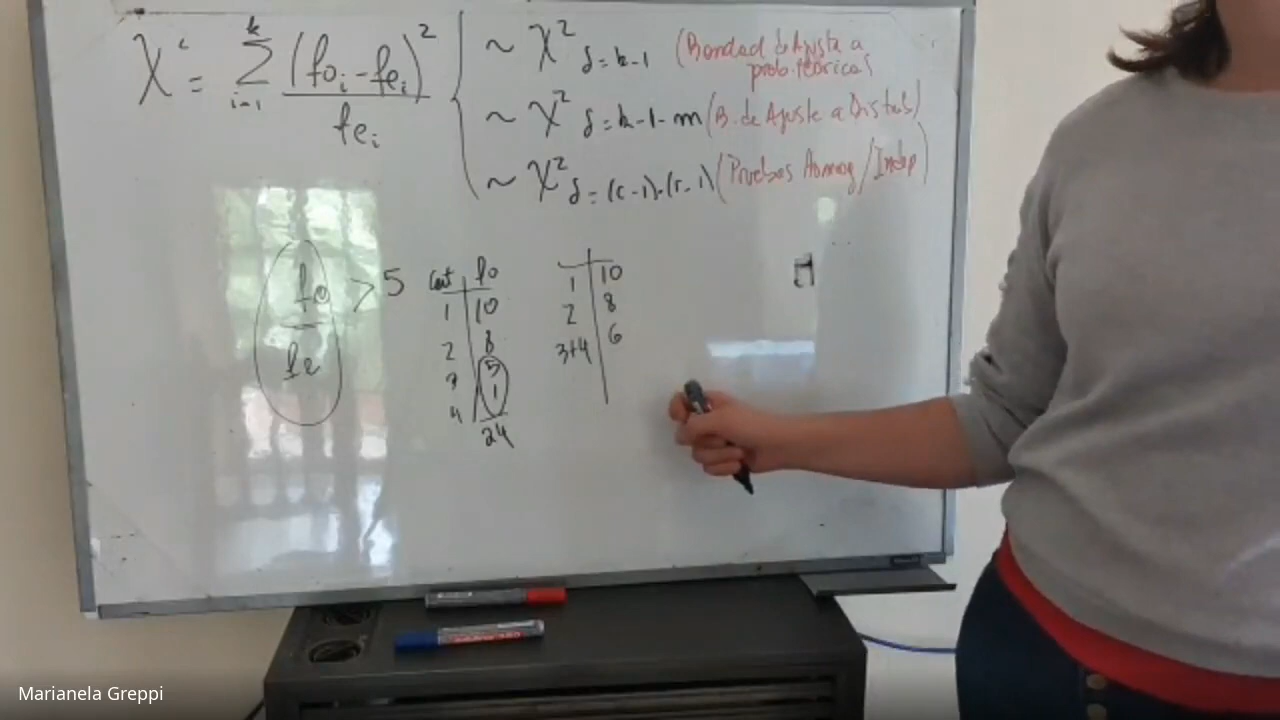 χ² = Σ (fo_i - fe_i)² / fe_i
k
i=1
~ χ² δ = k-1 (Bondad de Ajuste a
prob. teóricas)
~ χ² δ = k-1-m (B. de Ajuste a Distrib)
~ χ² δ = (c-1)·(r-1) (Pruebas Homog/Indep)
fo
fe
> 5
Cat fo
1 10
2 8
3 5
4 1
24
1 10
2 8
3+4 6
Marianela Greppi